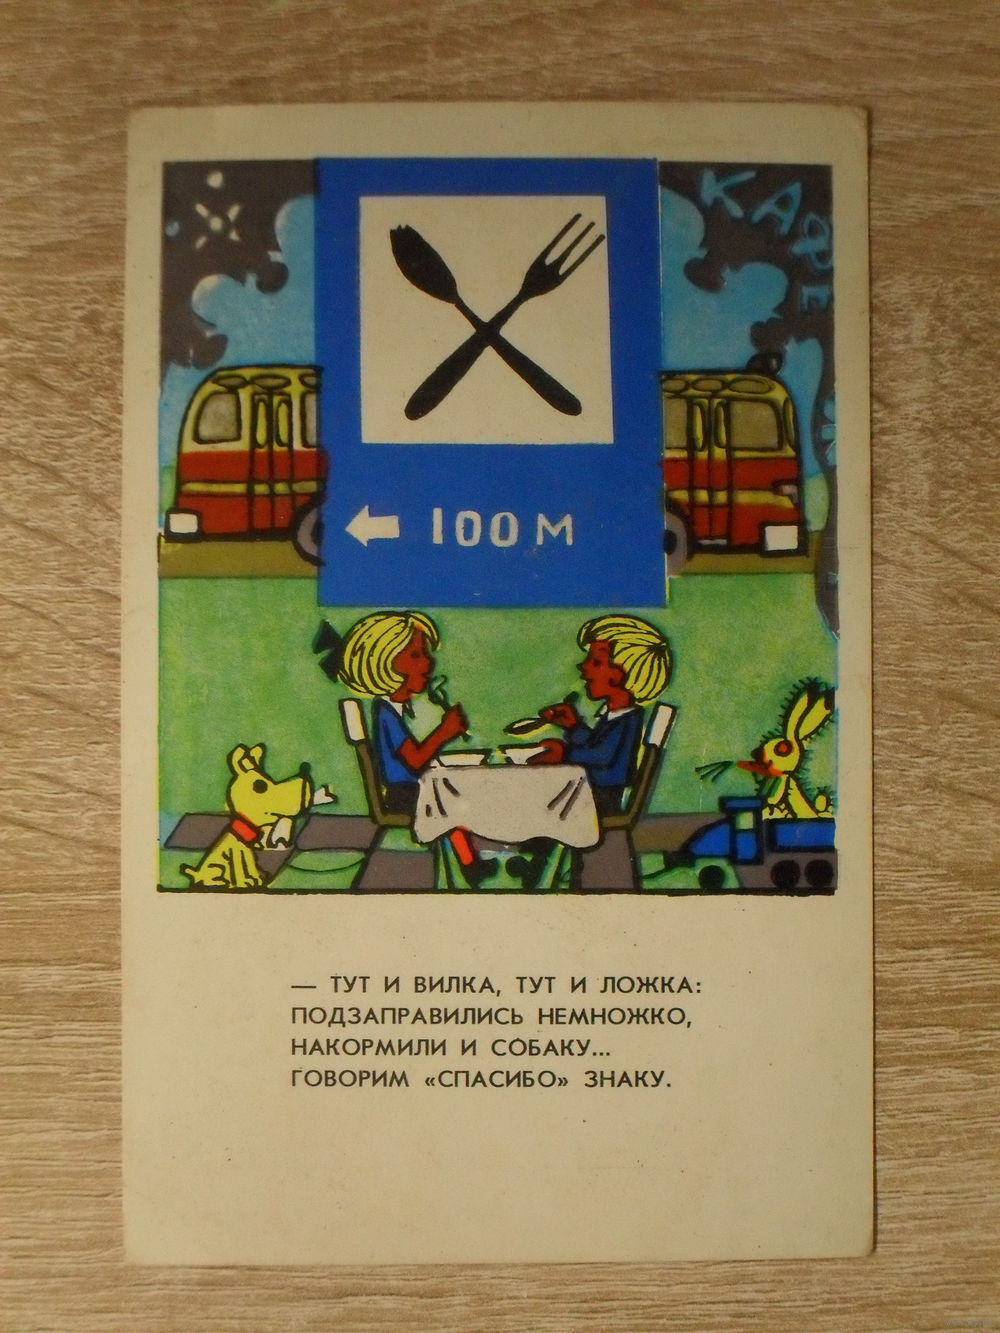 КАФЕ
100 М
— ТУТ И ВИЛКА, ТУТ И ЛОЖКА:
ПОДЗАПРАВИЛИСЬ НЕМНОЖКО,
НАКОРМИЛИ И СОБАКУ...
ГОВОРИМ «СПАСИБО» ЗНАКУ.